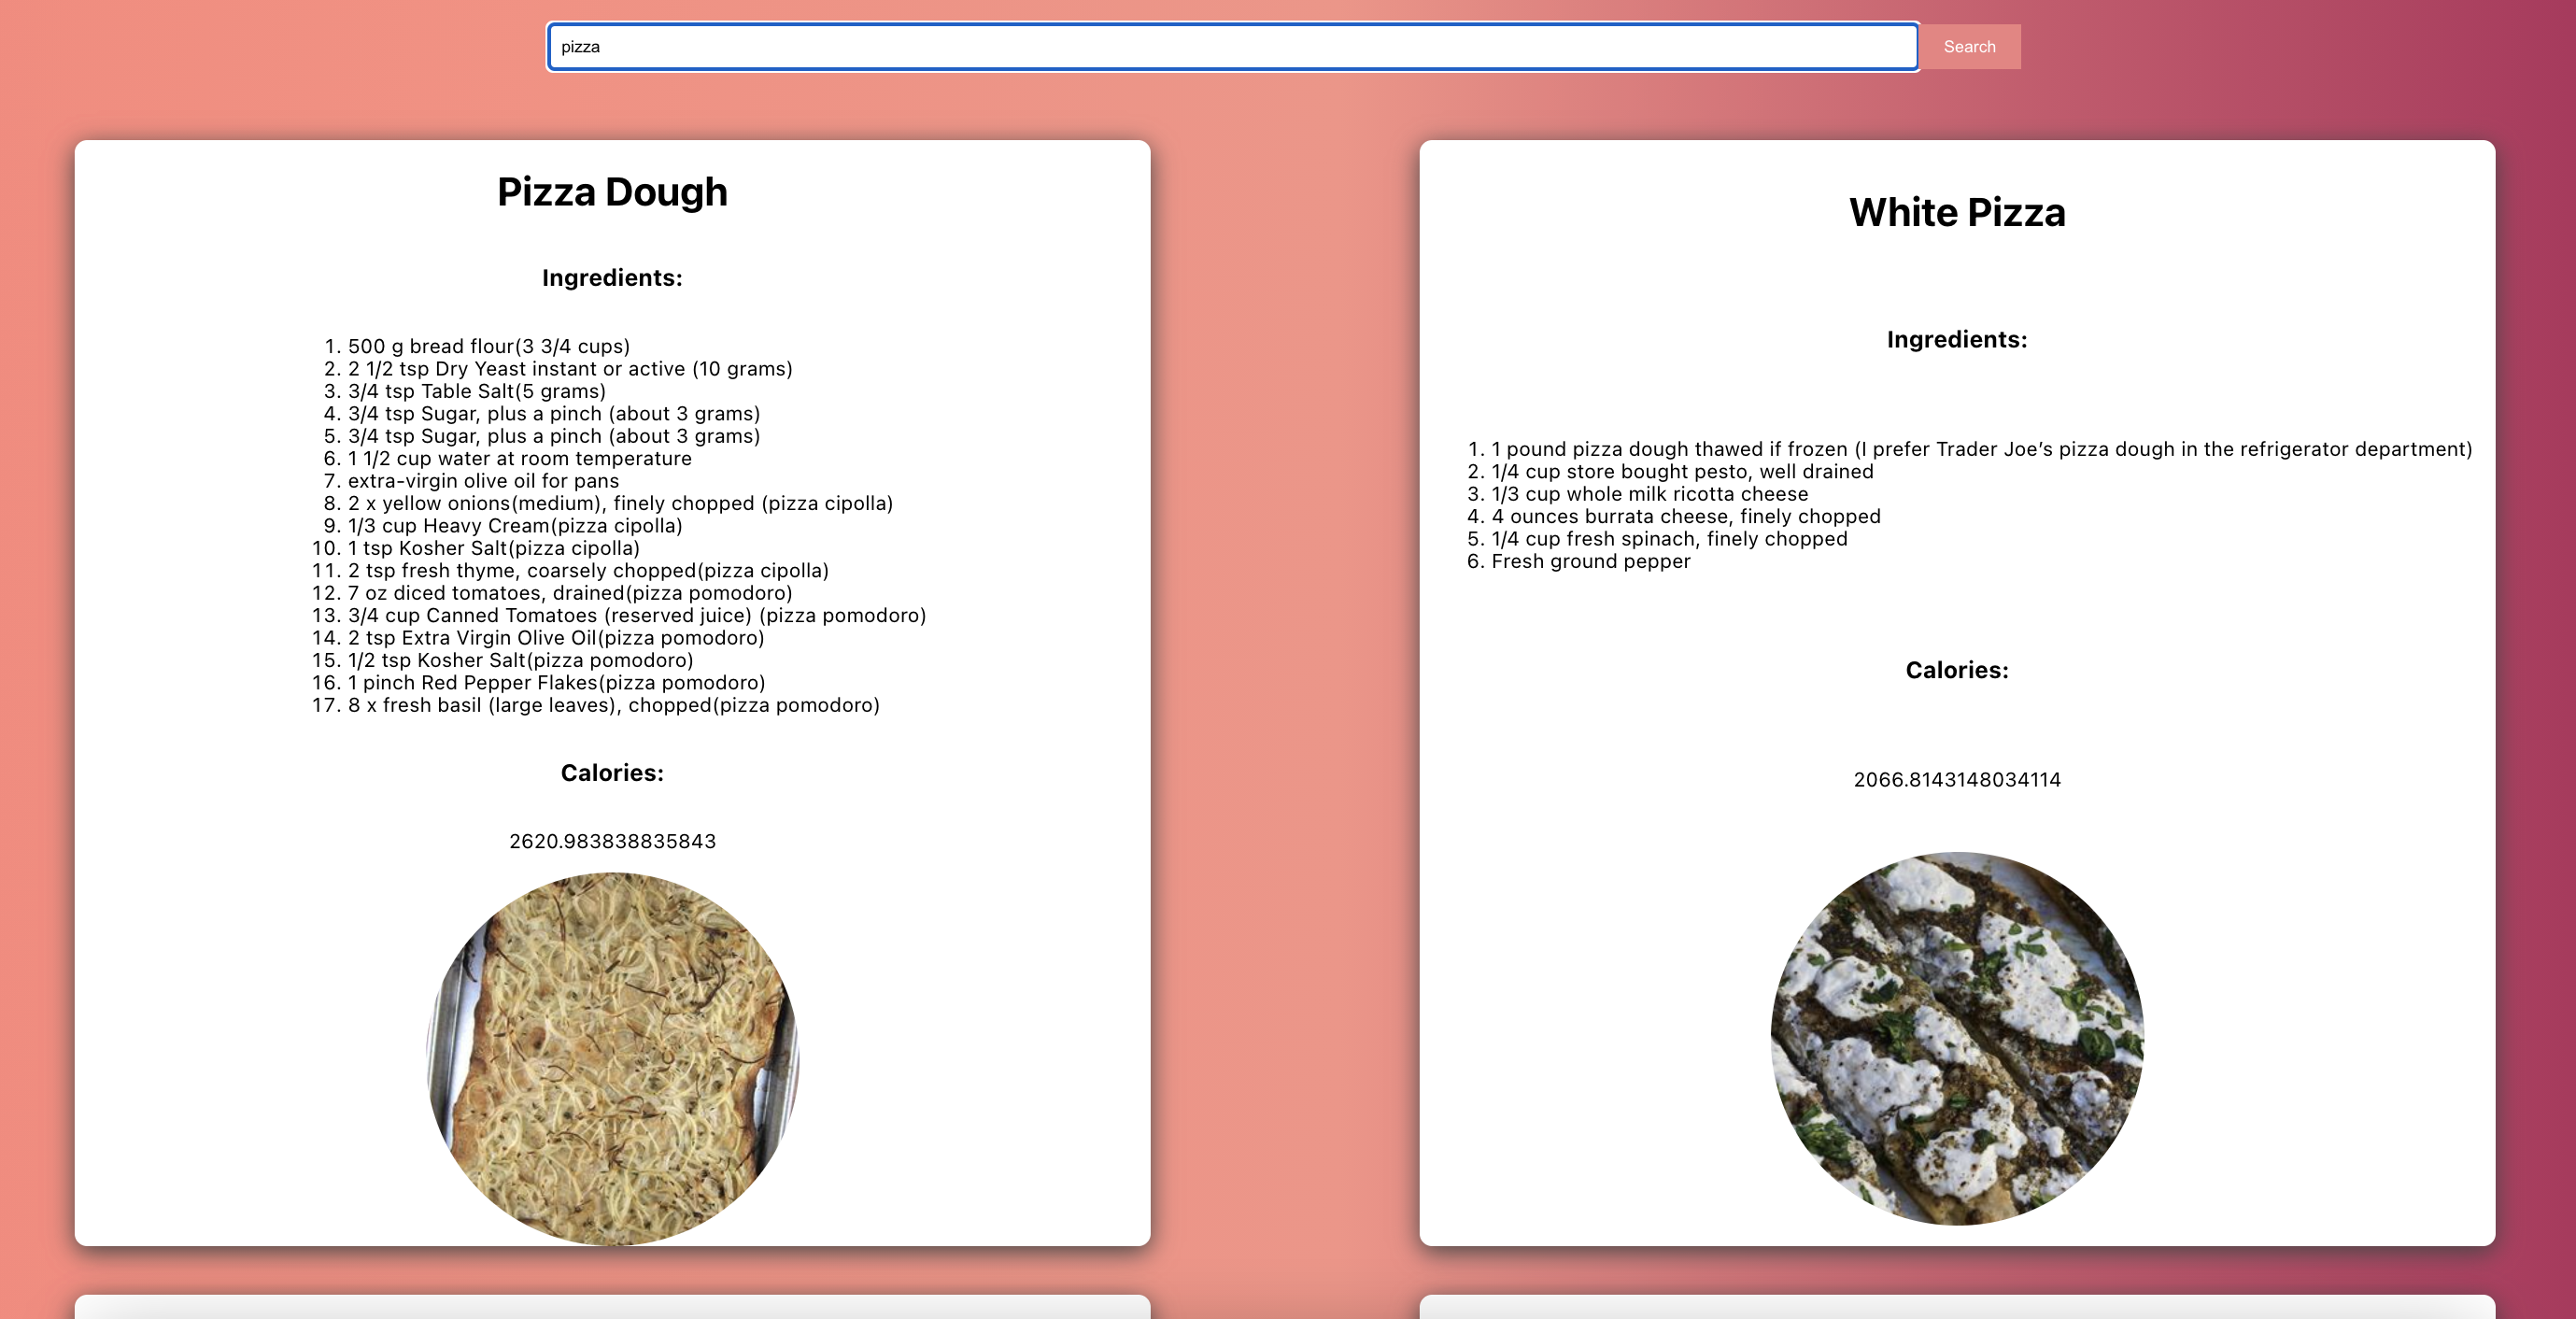 pizza
Search
Pizza Dough
Ingredients:
1. 500 g bread flour(3 3/4 cups)
2. 2 1/2 tsp Dry Yeast instant or active (10 grams)
3. 3/4 tsp Table Salt(5 grams)
4. 3/4 tsp Sugar, plus a pinch (about 3 grams)
5. 3/4 tsp Sugar, plus a pinch (about 3 grams)
6. 1 1/2 cup water at room temperature
7. extra-virgin olive oil for pans
8. 2 x yellow onions(medium), finely chopped (pizza cipolla)
9. 1/3 cup Heavy Cream(pizza cipolla)
10. 1 tsp Kosher Salt(pizza cipolla)
11. 2 tsp fresh thyme, coarsely chopped(pizza cipolla)
12. 7 oz diced tomatoes, drained(pizza pomodoro)
13. 3/4 cup Canned Tomatoes (reserved juice) (pizza pomodoro)
14. 2 tsp Extra Virgin Olive Oil(pizza pomodoro)
15. 1/2 tsp Kosher Salt(pizza pomodoro)
16. 1 pinch Red Pepper Flakes(pizza pomodoro)
17. 8 x fresh basil (large leaves), chopped(pizza pomodoro)
Calories:
2620.983838835843
White Pizza
Ingredients:
1. 1 pound pizza dough thawed if frozen (I prefer Trader Joe’s pizza dough in the refrigerator department)
2. 1/4 cup store bought pesto, well drained
3. 1/3 cup whole milk ricotta cheese
4. 4 ounces burrata cheese, finely chopped
5. 1/4 cup fresh spinach, finely chopped
6. Fresh ground pepper
Calories:
2066.8143148034114